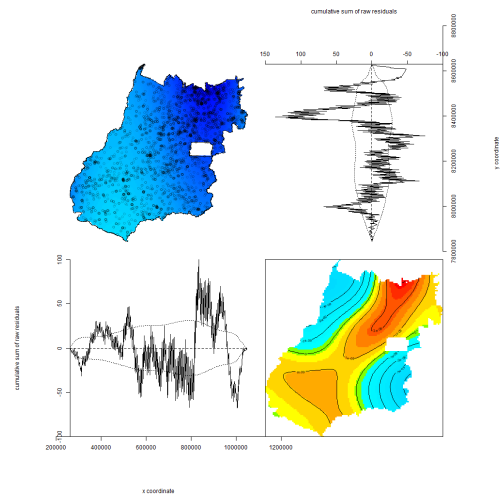 cumulative sum of raw residuals
150 100 50 0 -50 -100
7800000 8000000 8200000 8400000 8600000 8800000
y coordinate
cumulative sum of raw residuals
-100 -50 0 50 100
200000 400000 600000 800000 1000000 1200000
x coordinate